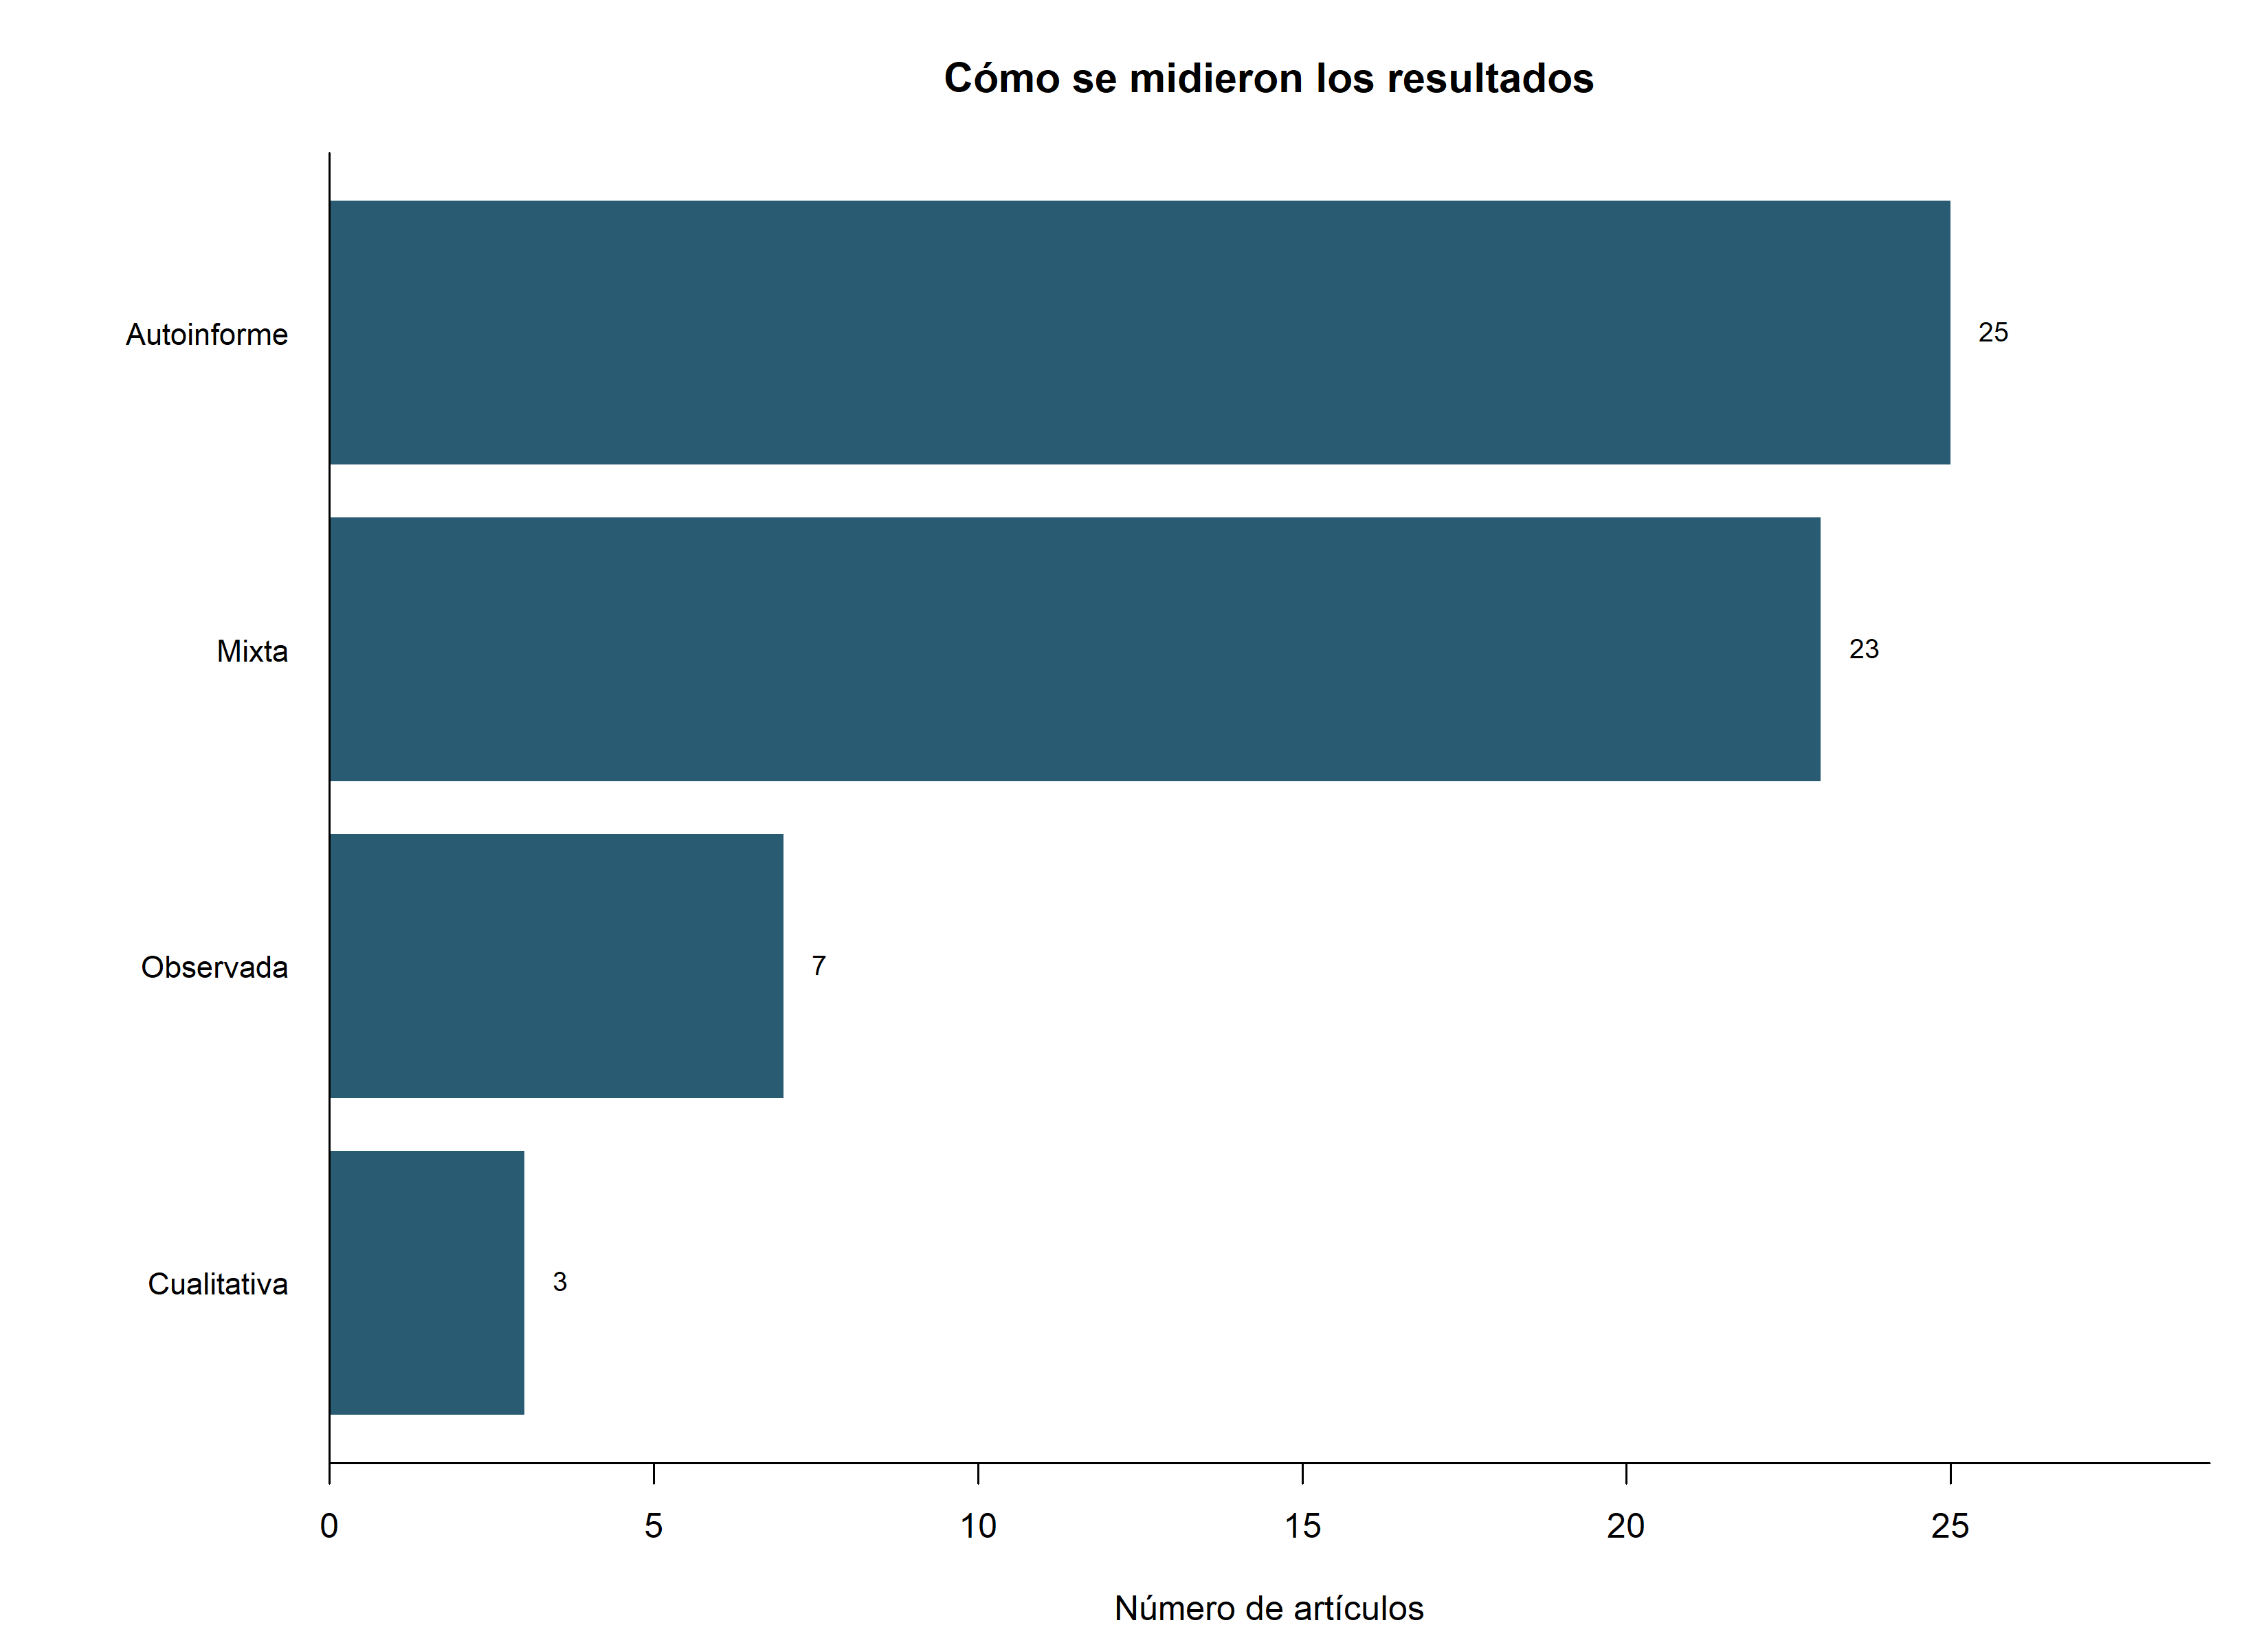 Cómo se midieron los resultados
Autoinforme
25
Mixta
23
Observada
7
Cualitativa
3
0 5 10 15 20 25
Número de artículos